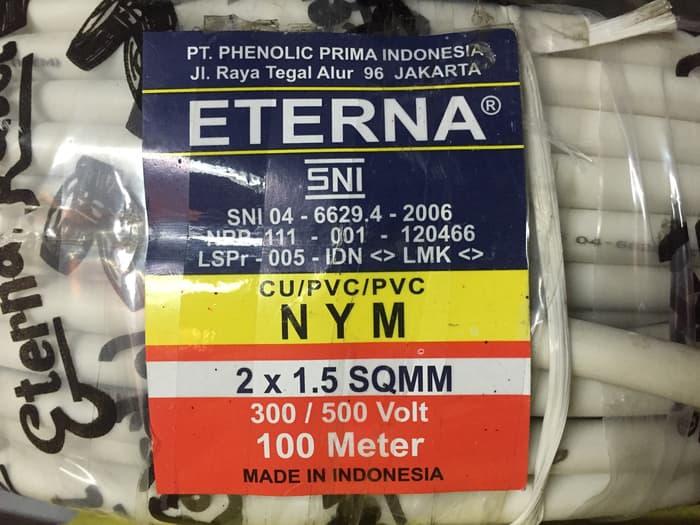 PT. PHENOLIC PRIMA INDONESIA
Jl. Raya Tegal Alur 96 JAKARTA
ETERNA®
SNI
SNI 04 - 6629.4 - 2006
NPB 111 - 001 - 120466
LSPr - 005 - IDN <> LMK <>
CU/PVC/PVC
NYM
2 x 1.5 SQMM
300 / 500 Volt
100 Meter
MADE IN INDONESIA
Eterna